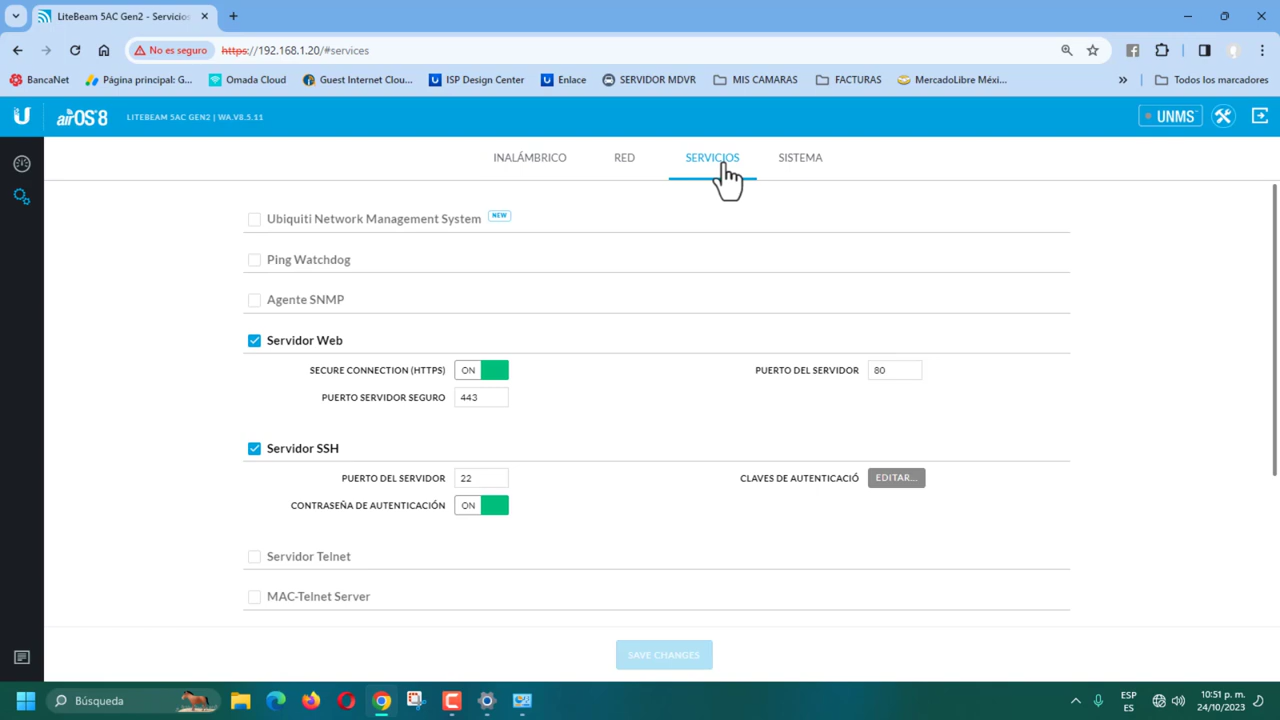 LiteBeam 5AC Gen2 - Servicios
No es seguro
https://192.168.1.20/#services
BancaNet
Página principal: G...
Omada Cloud
Guest Internet Clou...
ISP Design Center
Enlace
SERVIDOR MDVR
MIS CAMARAS
FACTURAS
MercadoLibre Méxi...
Todos los marcadores
airOS 8
LITEBEAM 5AC GEN2 | WA.V8.5.11
UNMS
INALÁMBRICO
RED
SERVICIOS
SISTEMA
Ubiquiti Network Management System NEW
Ping Watchdog
Agente SNMP
Servidor Web
SECURE CONNECTION (HTTPS) ON
PUERTO DEL SERVIDOR 80
PUERTO SERVIDOR SEGURO 443
Servidor SSH
PUERTO DEL SERVIDOR 22
CLAVES DE AUTENTICACIÓ EDITAR...
CONTRASEÑA DE AUTENTICACIÓN ON
Servidor Telnet
MAC-Telnet Server
SAVE CHANGES
Búsqueda
ESP
ES
10:51 p. m.
24/10/2023